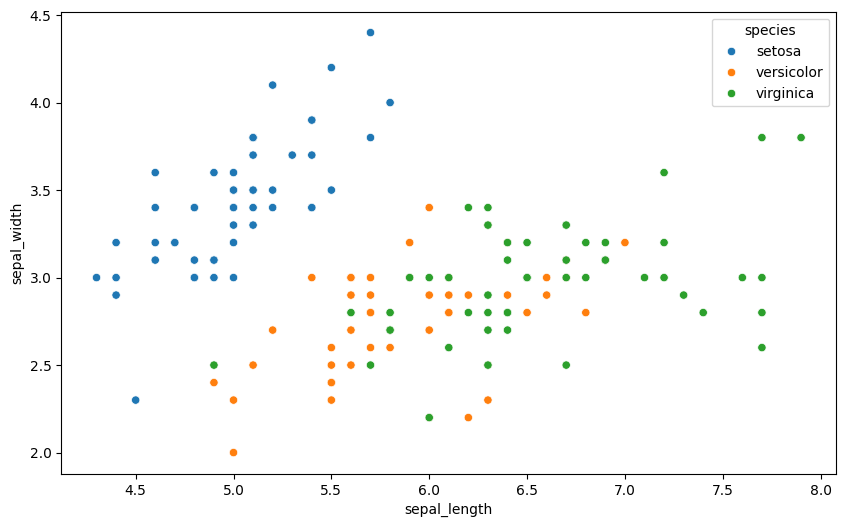 species
setosa
versicolor
virginica
4.5
4.0
3.5
3.0
2.5
2.0
sepal_width
4.5 5.0 5.5 6.0 6.5 7.0 7.5 8.0
sepal_length